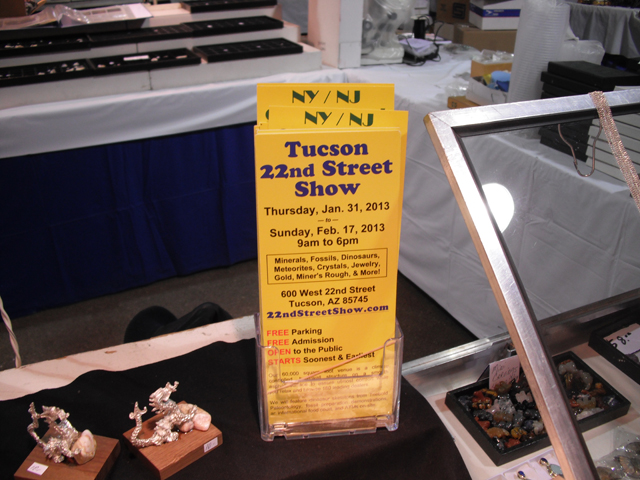 NY / NJ
NY / NJ
Tucson
22nd Street
Show
Thursday, Jan. 31, 2013
— to —
Sunday, Feb. 17, 2013
9am to 6pm
Minerals, Fossils, Dinosaurs,
Meteorites, Crystals, Jewelry,
Gold, Miner's Rough, & More!
600 West 22nd Street
Tucson, AZ 85745
22ndStreetShow.com
FREE Parking
FREE Admission
OPEN to the Public
STARTS Soonest & Earliest